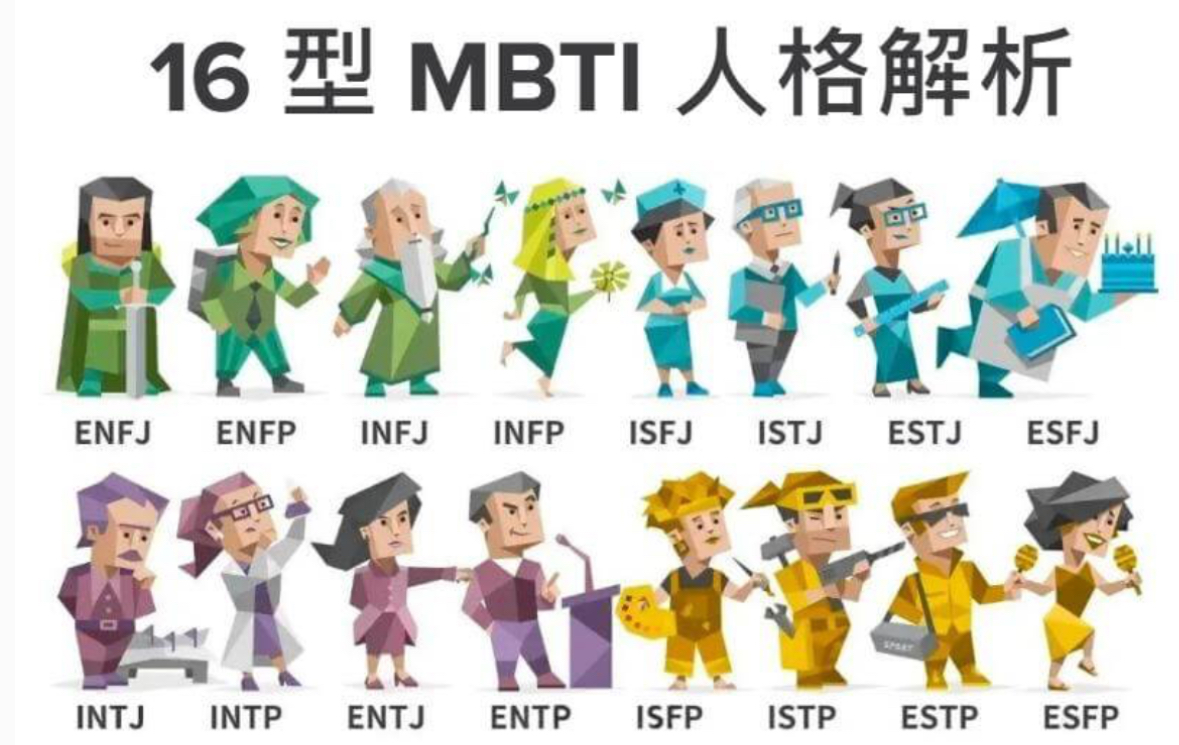 16 型 MBTI 人格解析
ENFJ ENFP INFJ INFP ISFJ ISTJ ESTJ ESFJ
INTJ INTP ENTJ ENTP ISFP ISTP ESTP ESFP
SPORT